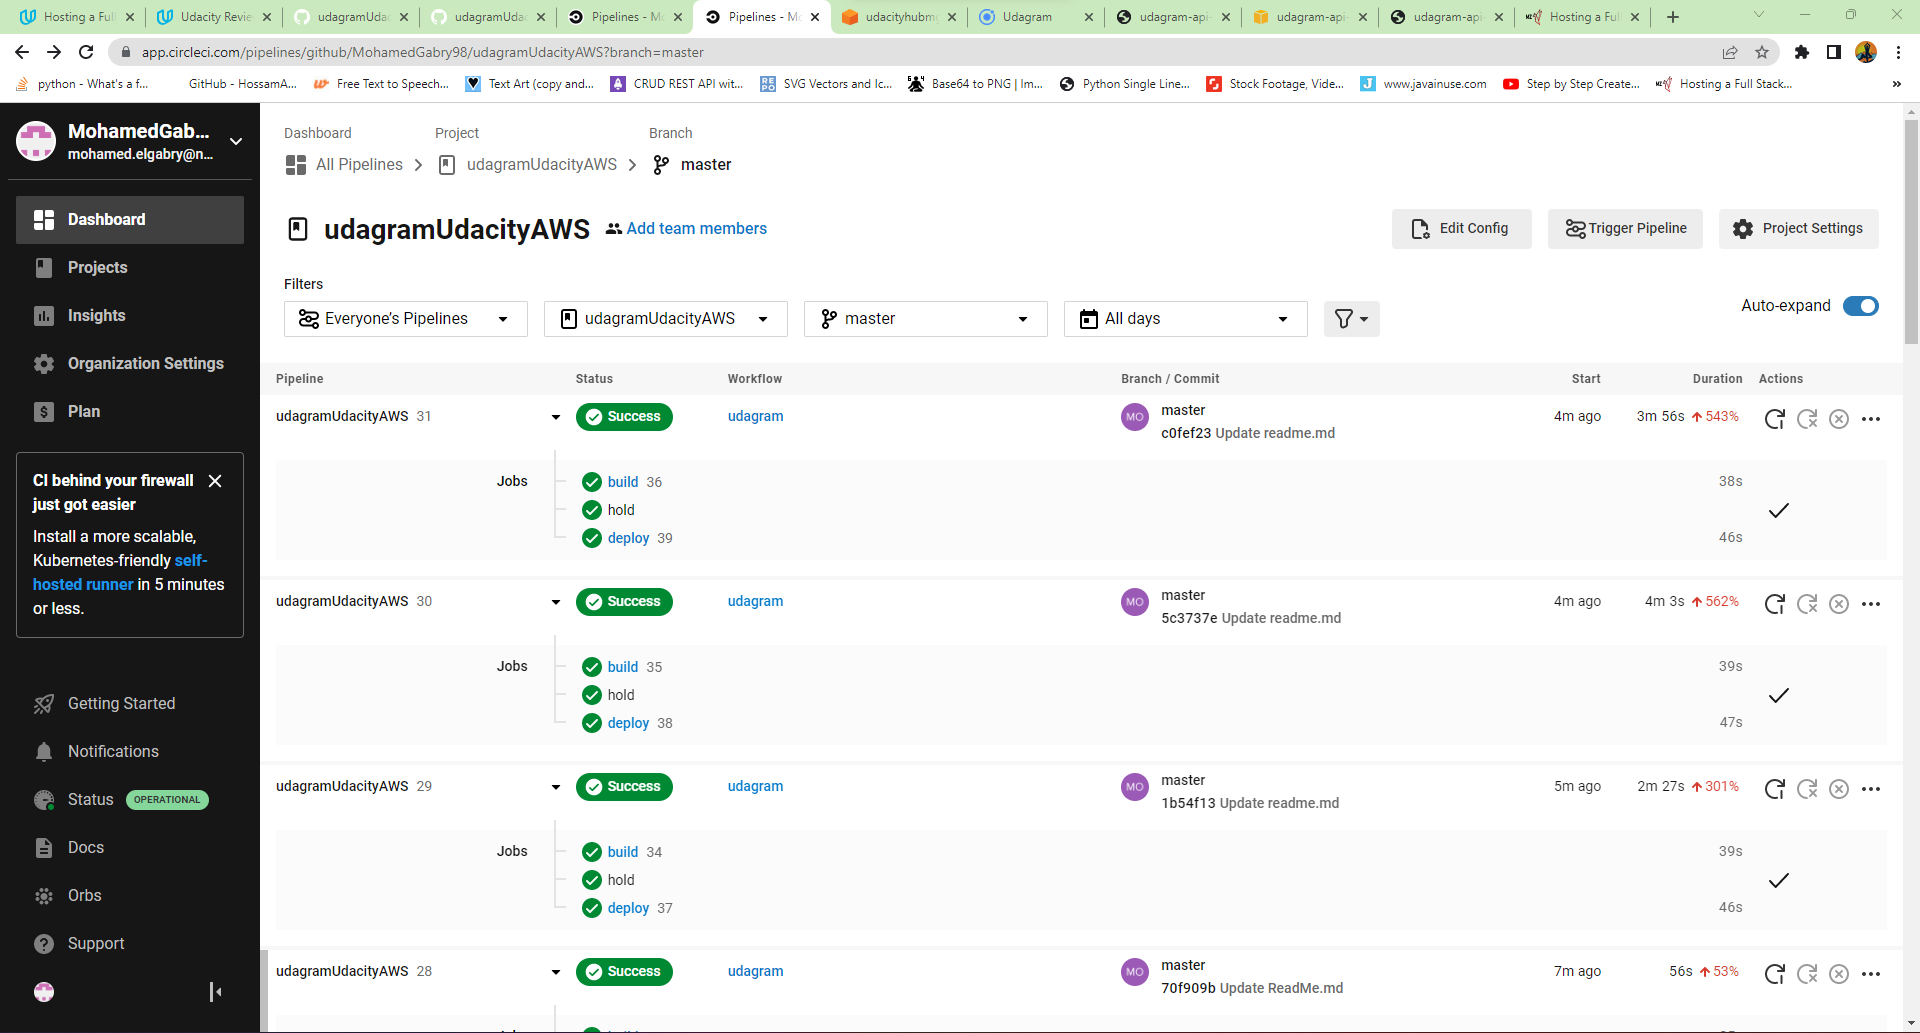 Hosting a Full
Udacity Revie
udagramUda
udagramUda
Pipelines - Mo
Pipelines - Mo
udacityhubm
Udagram
udagram-api-
udagram-api-
udagram-api-
Hosting a Full
app.circleci.com/pipelines/github/MohamedGabry98/udagramUdacityAWS?branch=master
python - What's a f...
GitHub - HossamA...
Free Text to Speech...
Text Art (copy and...
CRUD REST API wit...
SVG Vectors and Ic...
Base64 to PNG | Im...
Python Single Line...
Stock Footage, Vide...
www.javainuse.com
Step by Step Create...
Hosting a Full Stack...
MohamedGab...
mohamed.elgabry@n...
Dashboard
Projects
Insights
Organization Settings
Plan
CI behind your firewall
just got easier
Install a more scalable,
Kubernetes-friendly self-
hosted runner in 5 minutes
or less.
Getting Started
Notifications
Status OPERATIONAL
Docs
Orbs
Support
Dashboard Project Branch
All Pipelines udagramUdacityAWS master
udagramUdacityAWS Add team members
Edit Config Trigger Pipeline Project Settings
Filters
Everyone's Pipelines udagramUdacityAWS master All days
Auto-expand
Pipeline Status Workflow Branch / Commit Start Duration Actions
udagramUdacityAWS 31 Success udagram MO master 4m ago 3m 56s 543%
c0fef23 Update readme.md
Jobs build 36 38s
hold
deploy 39 46s
udagramUdacityAWS 30 Success udagram MO master 4m ago 4m 3s 562%
5c3737e Update readme.md
Jobs build 35 39s
hold
deploy 38 47s
udagramUdacityAWS 29 Success udagram MO master 5m ago 2m 27s 301%
1b54f13 Update readme.md
Jobs build 34 39s
hold
deploy 37 46s
udagramUdacityAWS 28 Success udagram MO master 7m ago 56s 53%
70f909b Update ReadMe.md